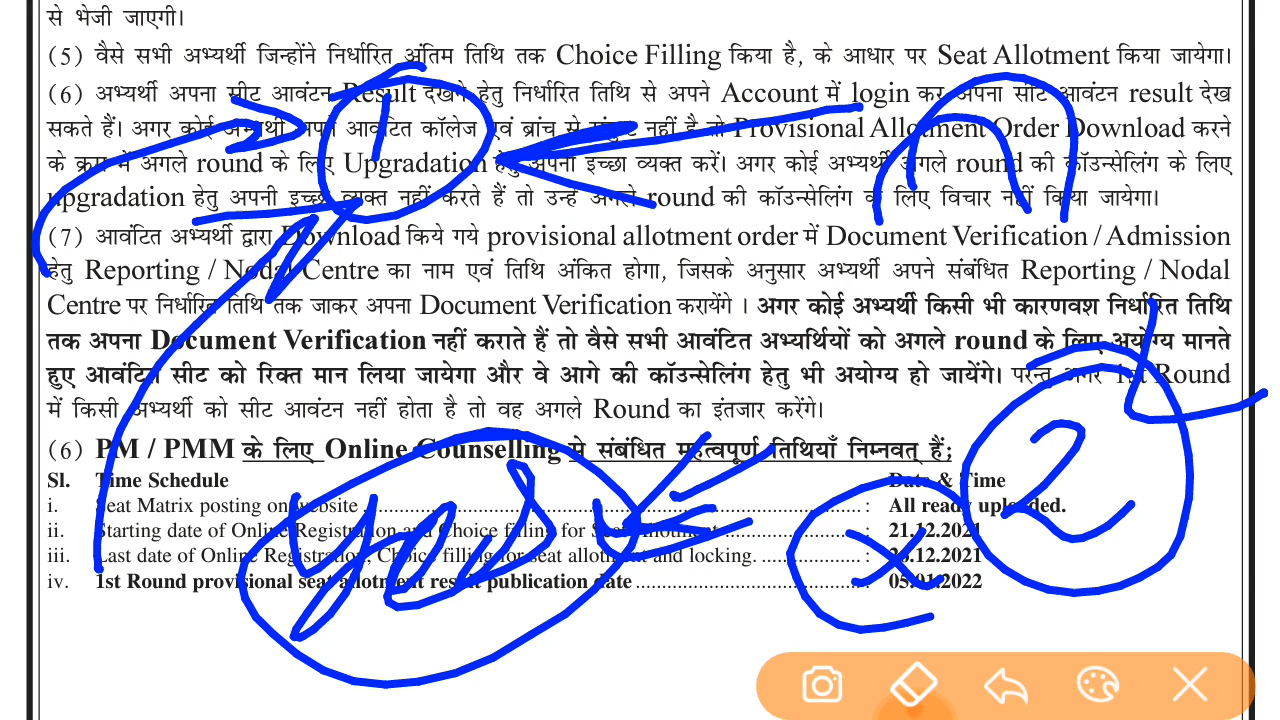 से भेजी जाएगी।
(5) वैसे सभी अभ्यर्थी जिन्होंने निर्धारित अंतिम तिथि तक Choice Filling किया है, के आधार पर Seat Allotment किया जायेगा।
(6) अभ्यर्थी अपना सीट आवंटन Result देखने हेतु निर्धारित तिथि से अपने Account में login कर अपना सीट आवंटन result देख
सकते हैं। अगर कोई अभ्यर्थी अपने आवंटित कॉलेज एवं ब्रांच से संतुष्ट नहीं है तो Provisional Allotment Order Download करने
के क्रम में अगले round के लिए Upgradation हेतु अपनी इच्छा व्यक्त करें। अगर कोई अभ्यर्थी अगले round की कॉउन्सेलिंग के लिए
upgradation हेतु अपनी इच्छा व्यक्त नहीं करते हैं तो उन्हें अगले round की कॉउन्सेलिंग के लिए विचार नहीं किया जायेगा।
(7) आवंटित अभ्यर्थी द्वारा Download किये गये provisional allotment order में Document Verification / Admission
हेतु Reporting / Nodal Centre का नाम एवं तिथि अंकित होगा, जिसके अनुसार अभ्यर्थी अपने संबंधित Reporting / Nodal
Centre पर निर्धारित तिथि तक जाकर अपना Document Verification करायेंगे । अगर कोई अभ्यर्थी किसी भी कारणवश निर्धारित तिथि
तक अपना Document Verification नहीं कराते हैं तो वैसे सभी आवंटित अभ्यर्थियों को अगले round के लिए अयोग्य मानते
हुए आवंटित सीट को रिक्त मान लिया जायेगा और वे आगे की कॉउन्सेलिंग हेतु भी अयोग्य हो जायेंगे। परन्तु अगर 1st Round
में किसी अभ्यर्थी को सीट आवंटन नहीं होता है तो वह अगले Round का इंतजार करेंगे।
(6) PM / PMM के लिए Online Counselling से संबंधित महत्वपूर्ण तिथियाँ निम्नवत् हैं;
Sl. Time Schedule Date & Time
i. Seat Matrix posting on website : All ready uploaded.
ii. Starting date of Online Registration and Choice filling for Seat Allotment : 21.12.2021
iii. Last date of Online Registration, Choice filling for seat allotment and locking. : .12.2021
iv. 1st Round provisional seat allotment result publication date : 05.01.2022
1
2